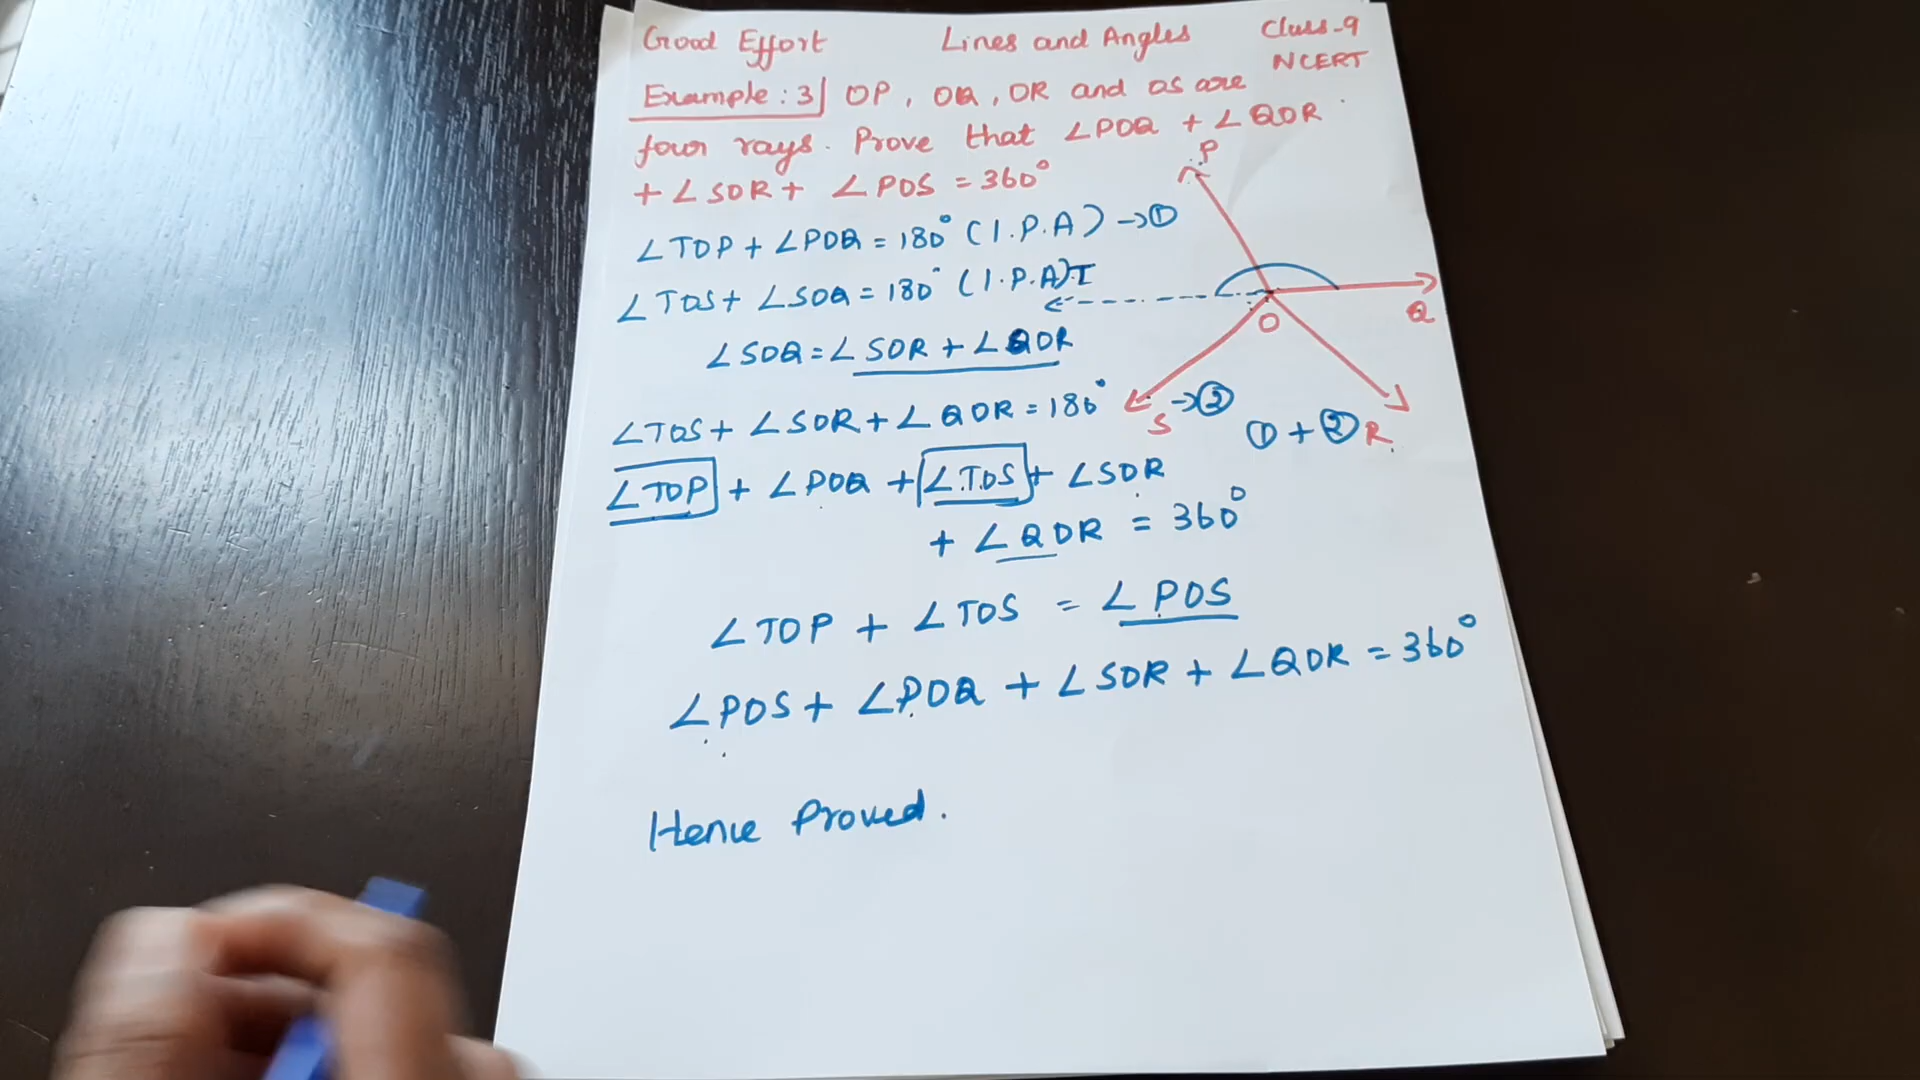 Good Effort Lines and Angles Class-9
NCERT
Example: 3 OP, OQ, OR and OS are
four rays. Prove that ∠POQ + ∠QOR
+ ∠SOR + ∠POS = 360°
∠TOP + ∠POQ = 180° (I.P.A) → ①
∠TOS + ∠SOQ = 180° (I.P.A)
∠SOQ = ∠SOR + ∠QOR
∠TOS + ∠SOR + ∠QOR = 180° → ②
① + ②
∠TOP + ∠POQ + ∠TOS + ∠SOR
+ ∠QOR = 360°
∠TOP + ∠TOS = ∠POS
∠POS + ∠POQ + ∠SOR + ∠QOR = 360°
Hence Proved.
P
T
O
Q
S
R